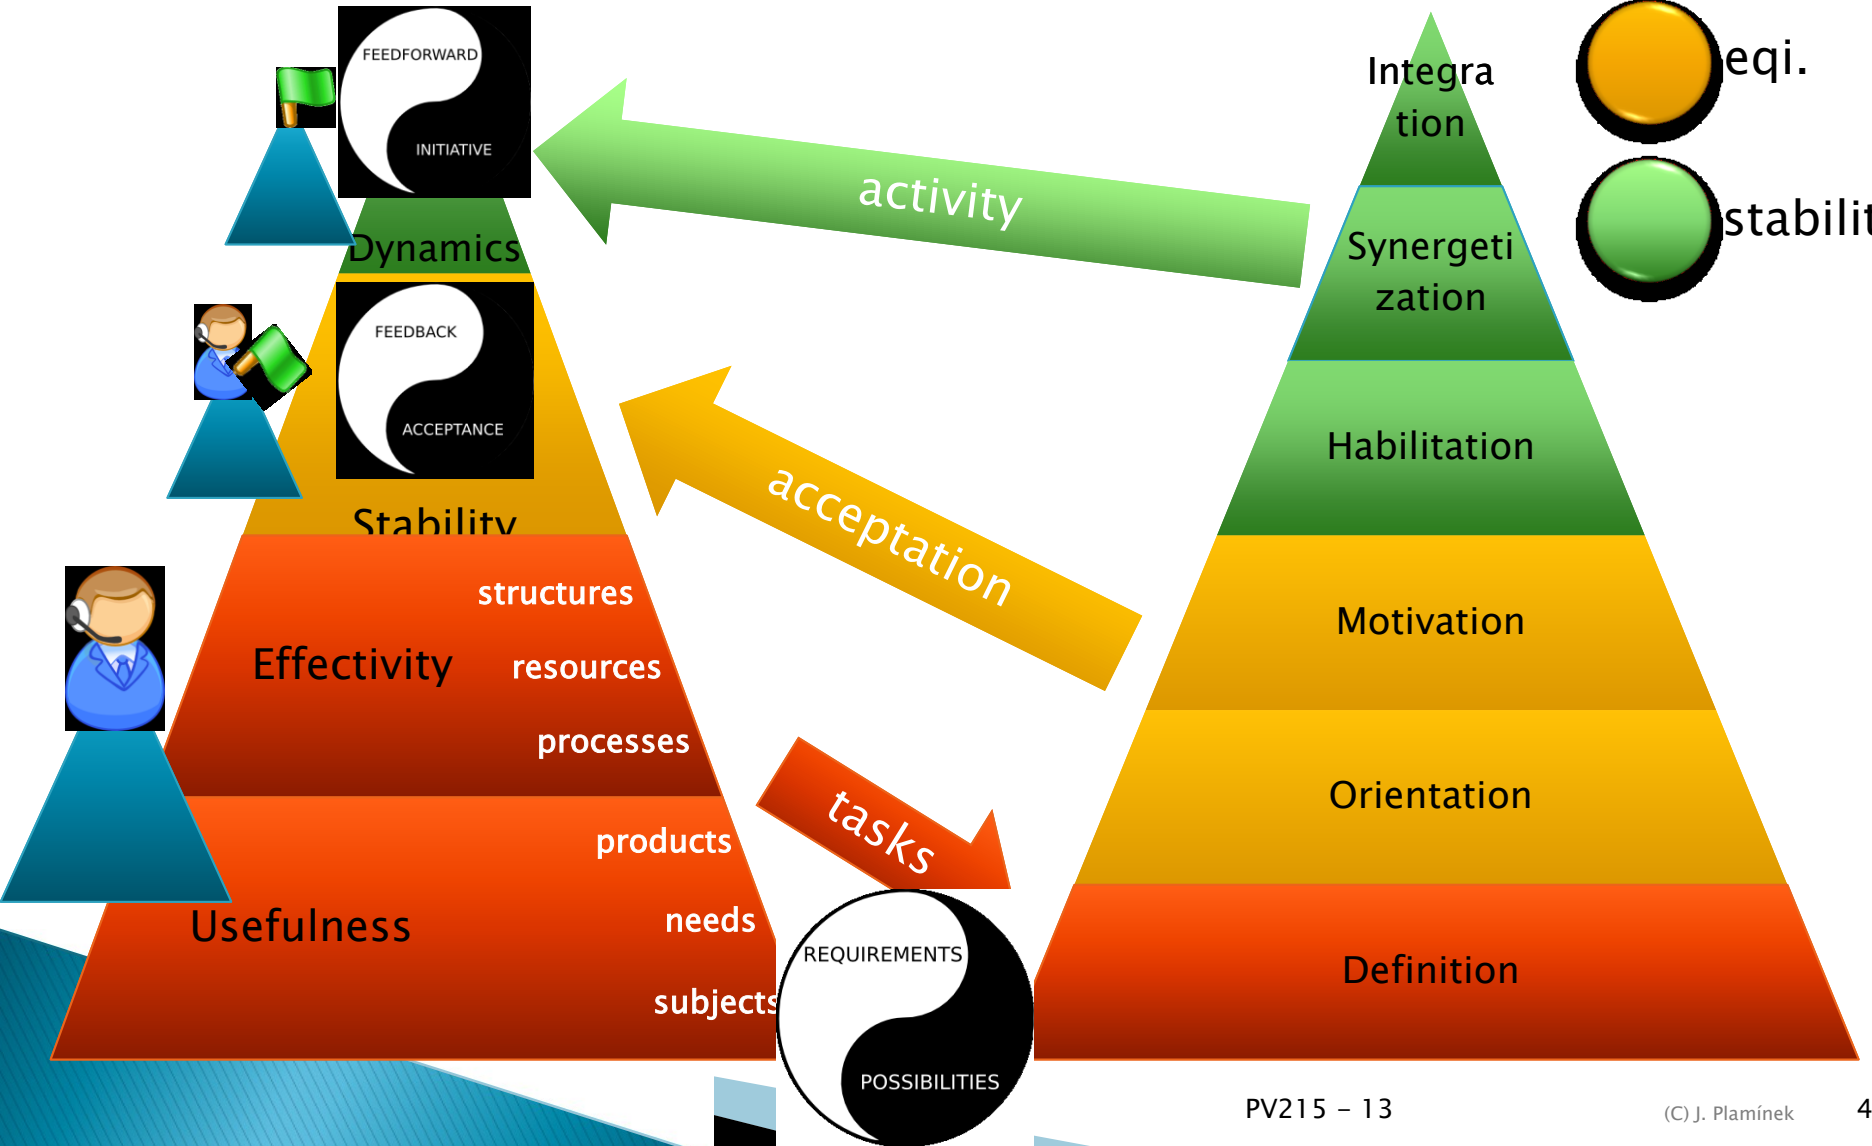 FEEDFORWARD
INITIATIVE
Dynamics
FEEDBACK
ACCEPTANCE
Stability
structures
Effectivity
resources
processes
products
Usefulness
needs
subjects
activity
acceptation
tasks
REQUIREMENTS
POSSIBILITIES
Integra
tion
Synergeti
zation
Habilitation
Motivation
Orientation
Definition
eqi.
stabilit
PV215 – 13
(C) J. Plamínek
4